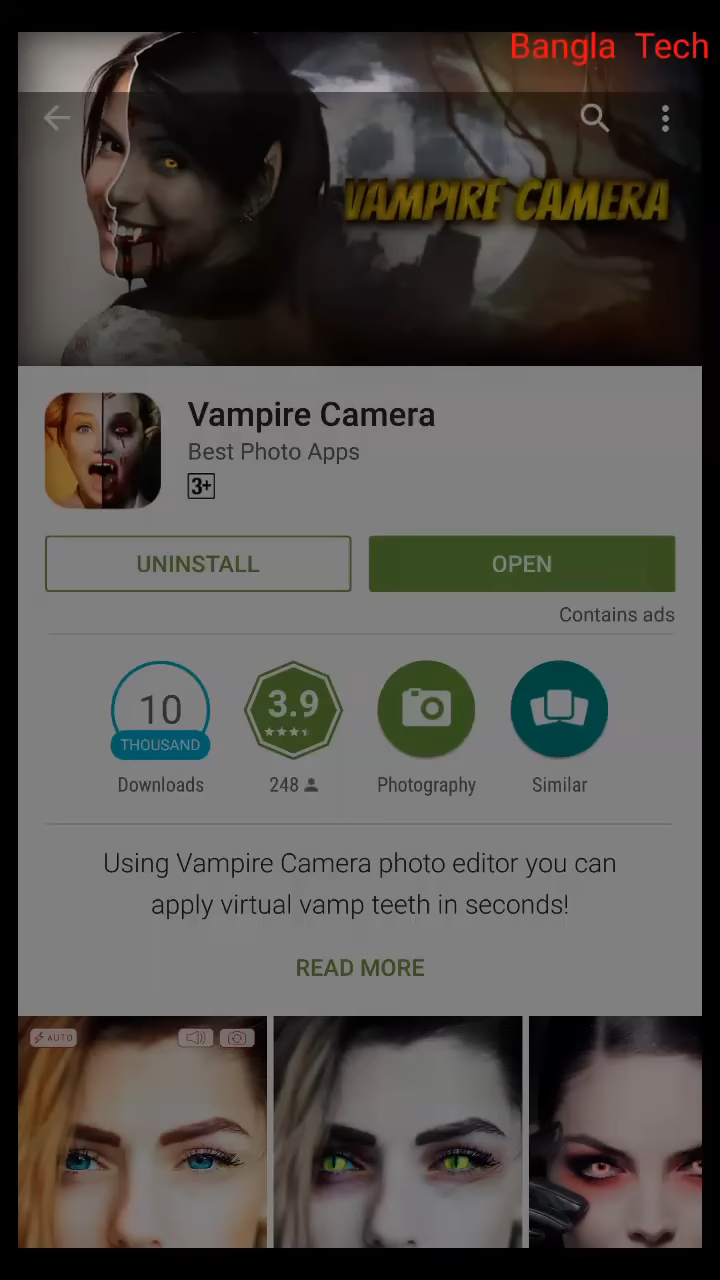 Bangla Tech
VAMPIRE CAMERA
Vampire Camera
Best Photo Apps
3+
UNINSTALL
OPEN
Contains ads
10
THOUSAND
3.9
Downloads
248
Photography
Similar
Using Vampire Camera photo editor you can
apply virtual vamp teeth in seconds!
READ MORE
AUTO